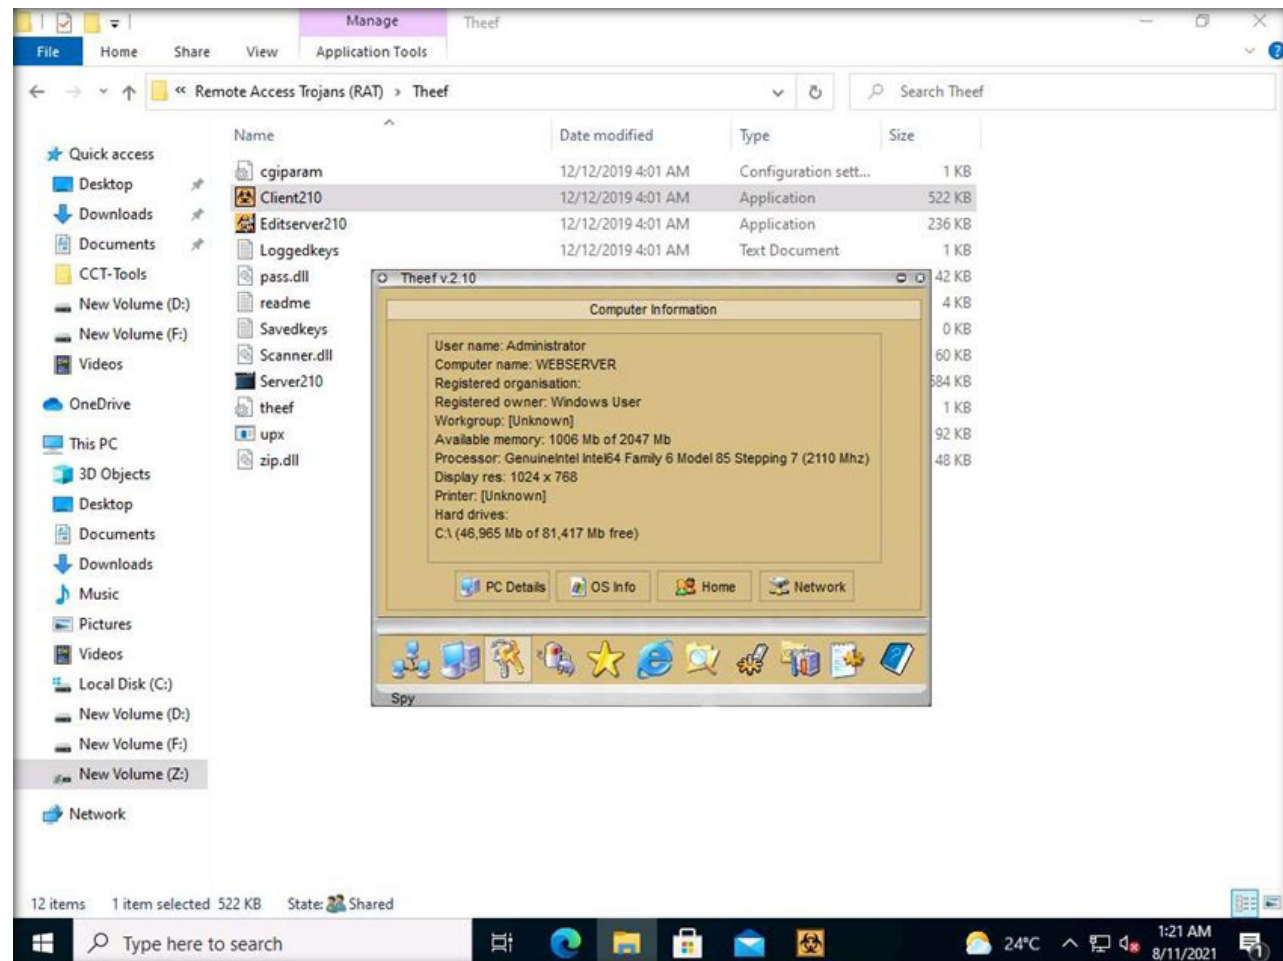 Manage
Theef
File
Home
Share
View
Application Tools
« Remote Access Trojans (RAT) › Theef
Search Theef
Name
Date modified
Type
Size
Quick access
Desktop
Downloads
Documents
CCT-Tools
New Volume (D:)
New Volume (F:)
Videos
OneDrive
This PC
3D Objects
Desktop
Documents
Downloads
Music
Pictures
Videos
Local Disk (C:)
New Volume (D:)
New Volume (F:)
New Volume (Z:)
Network
cgiparam 12/12/2019 4:01 AM Configuration sett... 1 KB
Client210 12/12/2019 4:01 AM Application 522 KB
Editserver210 12/12/2019 4:01 AM Application 236 KB
Loggedkeys 12/12/2019 4:01 AM Text Document 1 KB
pass.dll 42 KB
readme 4 KB
Savedkeys 0 KB
Scanner.dll 60 KB
Server210 584 KB
theef 1 KB
upx 92 KB
zip.dll 48 KB
Theef v.2.10
Computer Information
User name: Administrator
Computer name: WEBSERVER
Registered organisation:
Registered owner: Windows User
Workgroup: [Unknown]
Available memory: 1006 Mb of 2047 Mb
Processor: GenuineIntel Intel64 Family 6 Model 85 Stepping 7 (2110 Mhz)
Display res: 1024 x 768
Printer: [Unknown]
Hard drives:
C:\ (46,965 Mb of 81,417 Mb free)
PC Details
OS Info
Home
Network
Spy
12 items
1 item selected 522 KB
State: Shared
Type here to search
24°C
1:21 AM
8/11/2021